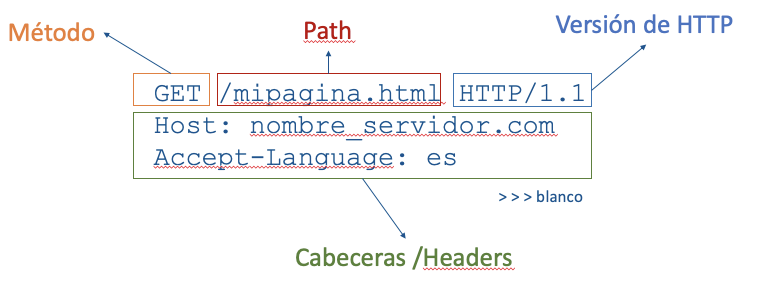 Método
Path
Versión de HTTP
GET /mipagina.html HTTP/1.1
Host: nombre_servidor.com
Accept-Language: es
> > > blanco
Cabeceras /Headers